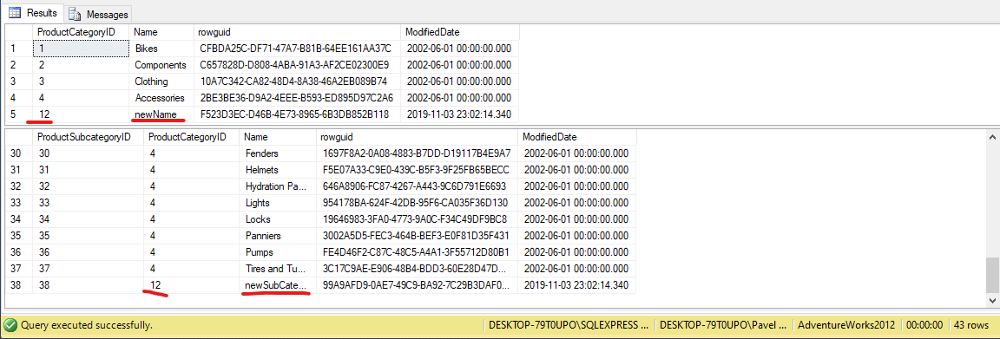 Results Messages
ProductCategoryID Name rowguid ModifiedDate
1 1 Bikes CFBDA25C-DF71-47A7-B81B-64EE161AA37C 2002-06-01 00:00:00.000
2 2 Components C657828D-D808-4ABA-91A3-AF2CE02300E9 2002-06-01 00:00:00.000
3 3 Clothing 10A7C342-CA82-48D4-8A38-46A2EB089B74 2002-06-01 00:00:00.000
4 4 Accessories 2BE3BE36-D9A2-4EEE-B593-ED895D97C2A6 2002-06-01 00:00:00.000
5 12 newName F523D3EC-D46B-4E73-8965-6B3DB852B118 2019-11-03 23:02:14.340
ProductSubcategoryID ProductCategoryID Name rowguid ModifiedDate
30 30 4 Fenders 1697F8A2-0A08-4883-B7DD-D19117B4E9A7 2002-06-01 00:00:00.000
31 31 4 Helmets F5E07A33-C9E0-439C-B5F3-9F25FB65BECC 2002-06-01 00:00:00.000
32 32 4 Hydration Pa... 646A8906-FC87-4267-A443-9C6D791E6693 2002-06-01 00:00:00.000
33 33 4 Lights 954178BA-624F-42DB-95F6-CA035F36D130 2002-06-01 00:00:00.000
34 34 4 Locks 19646983-3FA0-4773-9A0C-F34C49DF9BC8 2002-06-01 00:00:00.000
35 35 4 Panniers 3002A5D5-FEC3-464B-BEF3-E0F81D35F431 2002-06-01 00:00:00.000
36 36 4 Pumps FE4D46F2-C87C-48C5-A4A1-3F55712D80B1 2002-06-01 00:00:00.000
37 37 4 Tires and Tu... 3C17C9AE-E906-48B4-BDD3-60E28D47D... 2002-06-01 00:00:00.000
38 38 12 newSubCate... 99A9AFD9-0AE7-49C9-BA92-7C29B3DAF0... 2019-11-03 23:02:14.340
Query executed successfully. DESKTOP-79T0UPO\SQLEXPRESS ... DESKTOP-79T0UPO\Pavel ... AdventureWorks2012 00:00:00 43 rows